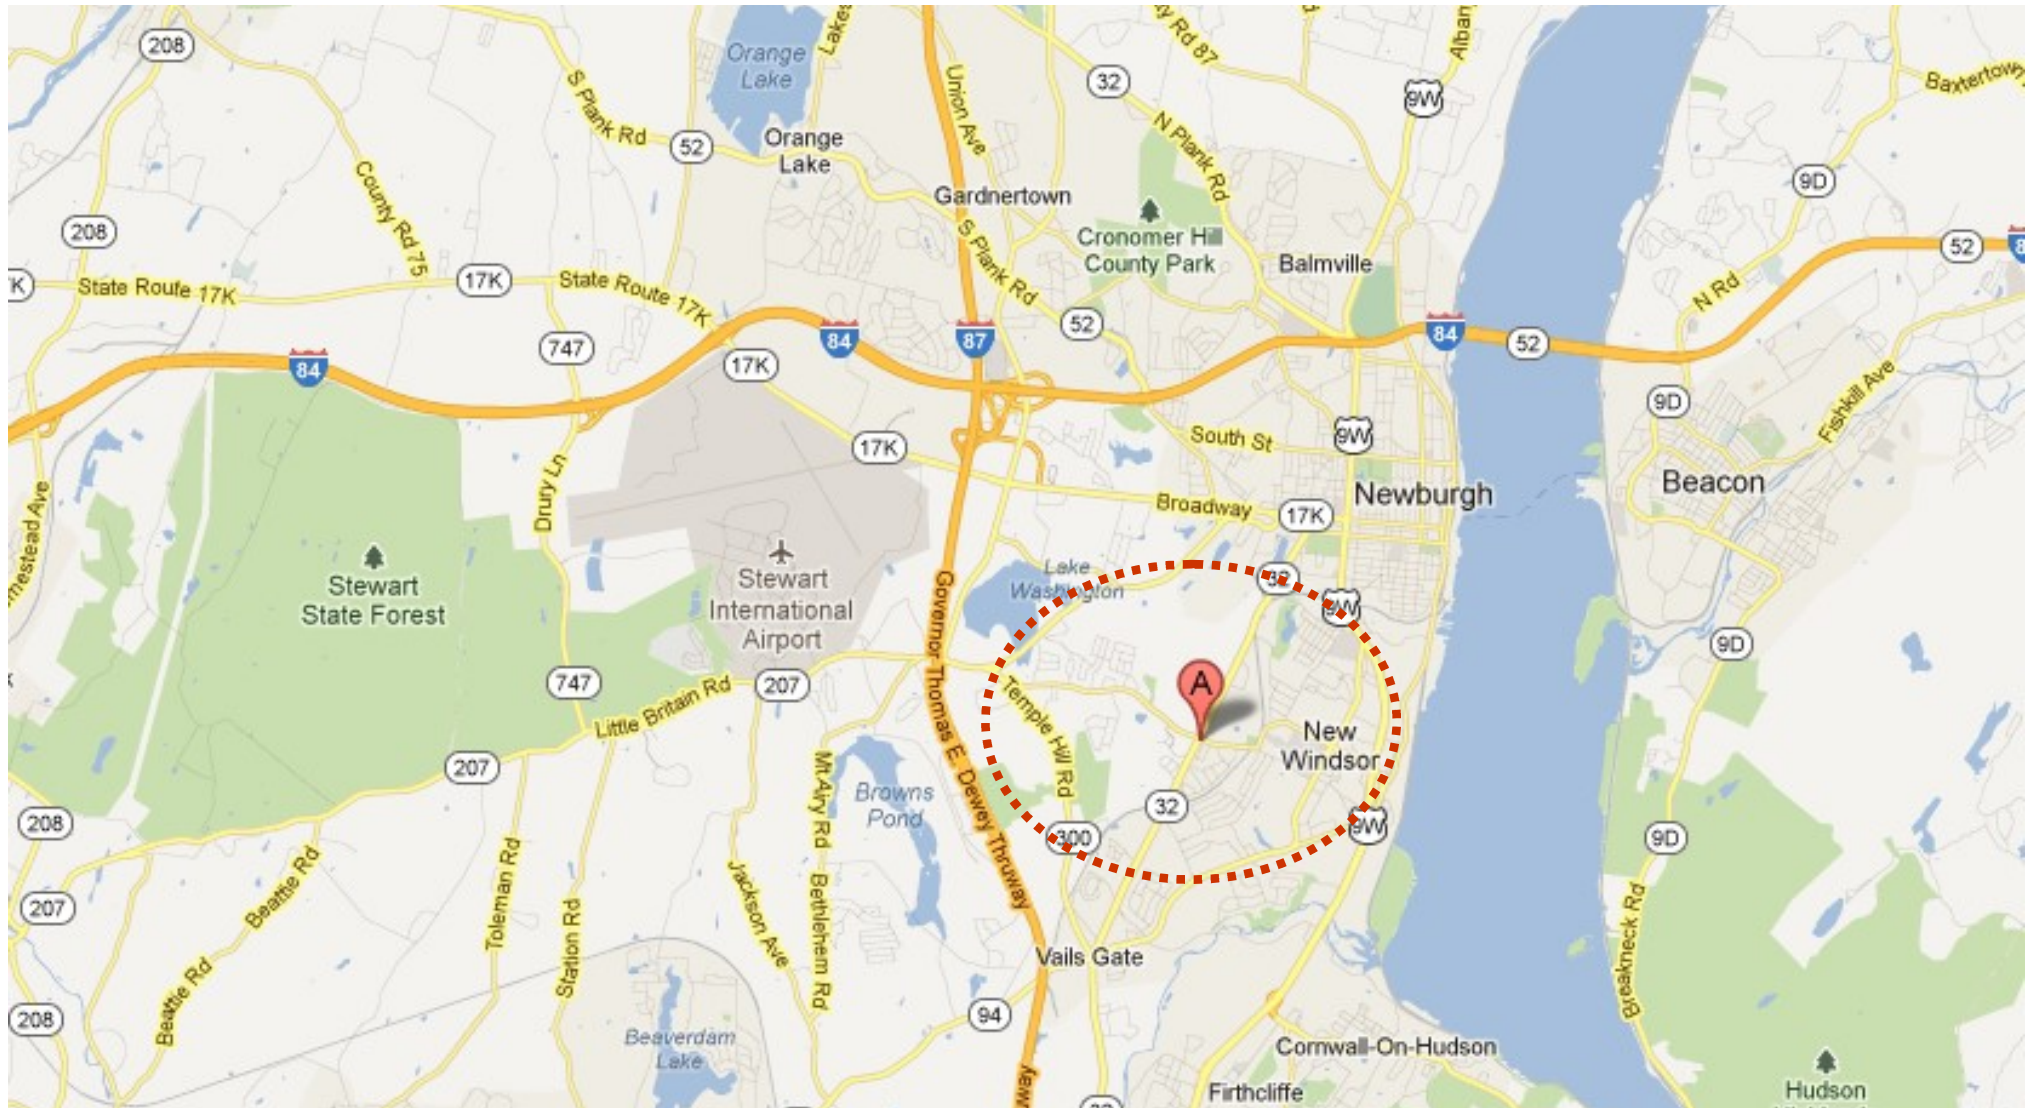 208
Orange
Lake
Lakes
32
Albany
9W
Union Ave
S Plank Rd
52
Orange
Lake
N Plank Rd
Baxtertown
County Rd 75
Gardnertown
9D
208
S Plank Rd
Cronomer Hill
County Park
Balmville
52
State Route 17K
17K
State Route 17K
N Rd
52
747
84
87
84
52
84
17K
Fishkill Ave
9D
17K
South St
9W
Drury Ln
Beacon
Newburgh
Broadway
17K
Stewart
State Forest
Stewart
International
Airport
Governor Thomas E. Dewey Thruway
Lake
Washington
32
9W
9D
747
207
Little Britain Rd
Temple Hill Rd
A
New
Windsor
207
Mt Airy Rd
Browns
Pond
32
208
300
9W
9D
Beattie Rd
Toleman Rd
Jackson Ave
Bethlehem Rd
207
Station Rd
Breakneck Rd
Vails Gate
Beattie Rd
208
94
Beaverdam
Lake
Cornwall-On-Hudson
Firthcliffe
Hudson